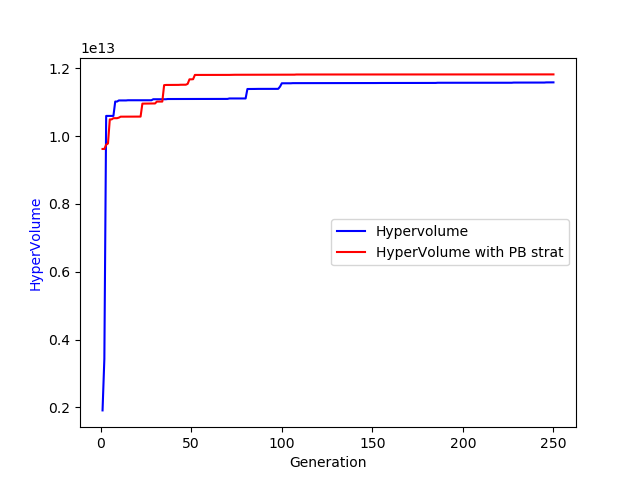 1e13
1.2
1.0
0.8
0.6
0.4
0.2
HyperVolume
Hypervolume
HyperVolume with PB strat
0 50 100 150 200 250
Generation